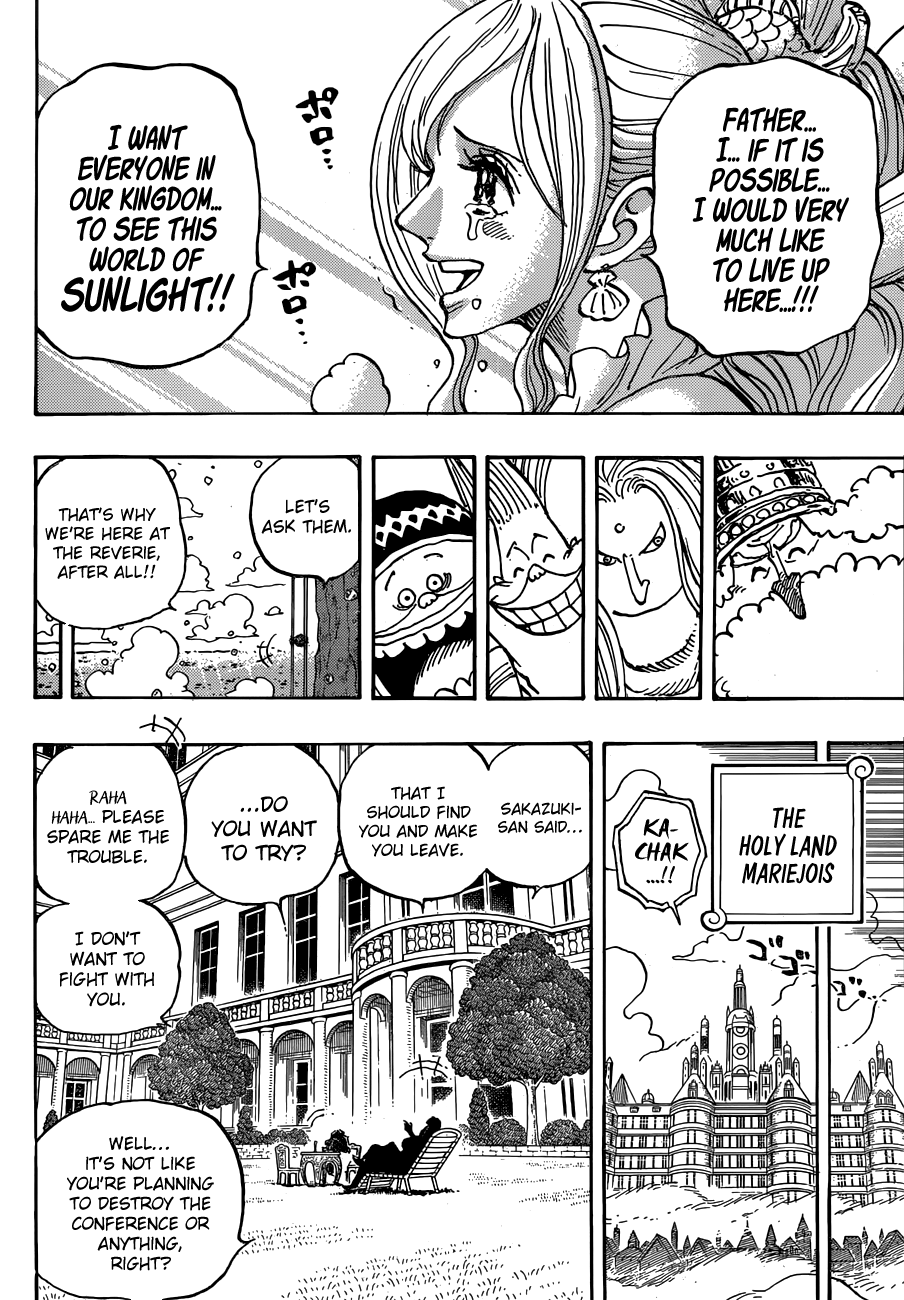 FATHER...
I... IF IT IS
POSSIBLE...
I WOULD VERY
MUCH LIKE
TO LIVE UP
HERE...!!!
ポロ...
I WANT
EVERYONE IN
OUR KINGDOM...
TO SEE THIS
WORLD OF
SUNLIGHT!!
ポロ...
LET'S
ASK THEM.
THAT'S WHY
WE'RE HERE AT
THE REVERIE,
AFTER ALL!!
THE
HOLY LAND
MARIEJOIS
KA-
CHAK
...!!
ゴゴゴ
SAKAZUKI-
SAN SAID...
THAT I
SHOULD FIND
YOU AND MAKE
YOU LEAVE.
...DO
YOU WANT
TO TRY?
RAHA
HAHA... PLEASE
SPARE ME THE
TROUBLE.
I DON'T
WANT TO
FIGHT WITH
YOU.
WELL...
IT'S NOT LIKE
YOU'RE PLANNING
TO DESTROY THE
CONFERENCE OR
ANYTHING,
RIGHT?